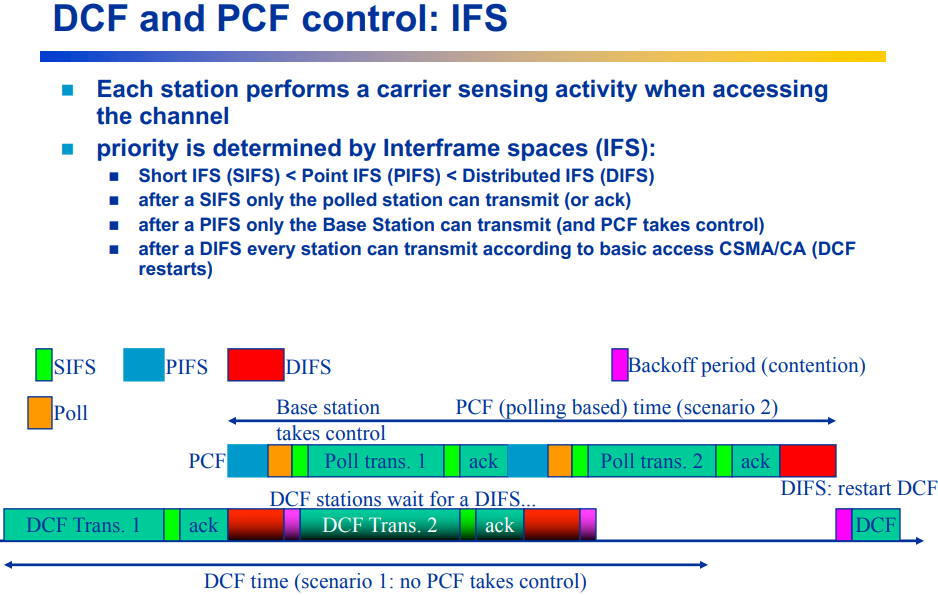 DCF and PCF control: IFS
Each station performs a carrier sensing activity when accessing
the channel
priority is determined by Interframe spaces (IFS):
Short IFS (SIFS) < Point IFS (PIFS) < Distributed IFS (DIFS)
after a SIFS only the polled station can transmit (or ack)
after a PIFS only the Base Station can transmit (and PCF takes control)
after a DIFS every station can transmit according to basic access CSMA/CA (DCF
restarts)
SIFS PIFS DIFS Backoff period (contention)
Poll
Base station PCF (polling based) time (scenario 2)
takes control
PCF Poll trans. 1 ack Poll trans. 2 ack
DIFS: restart DCF
DCF stations wait for a DIFS...
DCF Trans. 1 ack DCF Trans. 2 ack DCF
DCF time (scenario 1: no PCF takes control)